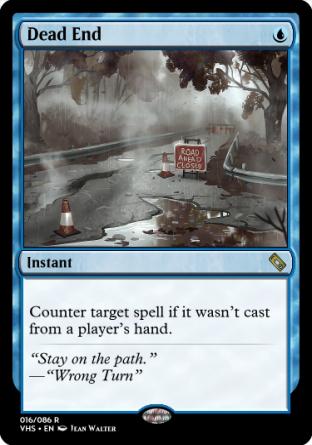 Dead End
ROAD
AHEAD
CLOSED
Instant
Counter target spell if it wasn't cast
from a player's hand.
“Stay on the path.”
—“Wrong Turn”
016/086 R
VHS • EN JEAN WALTER